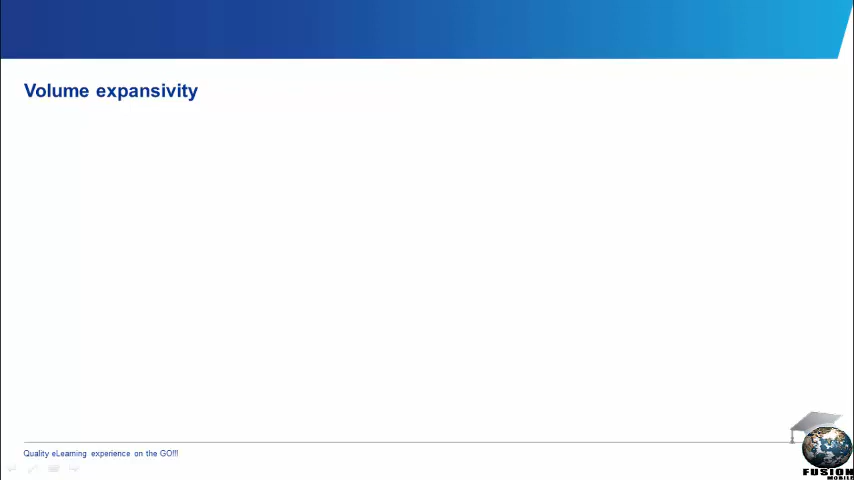 Volume expansivity
Quality eLearning experience on the GO!!!
FUSION
MOBILE